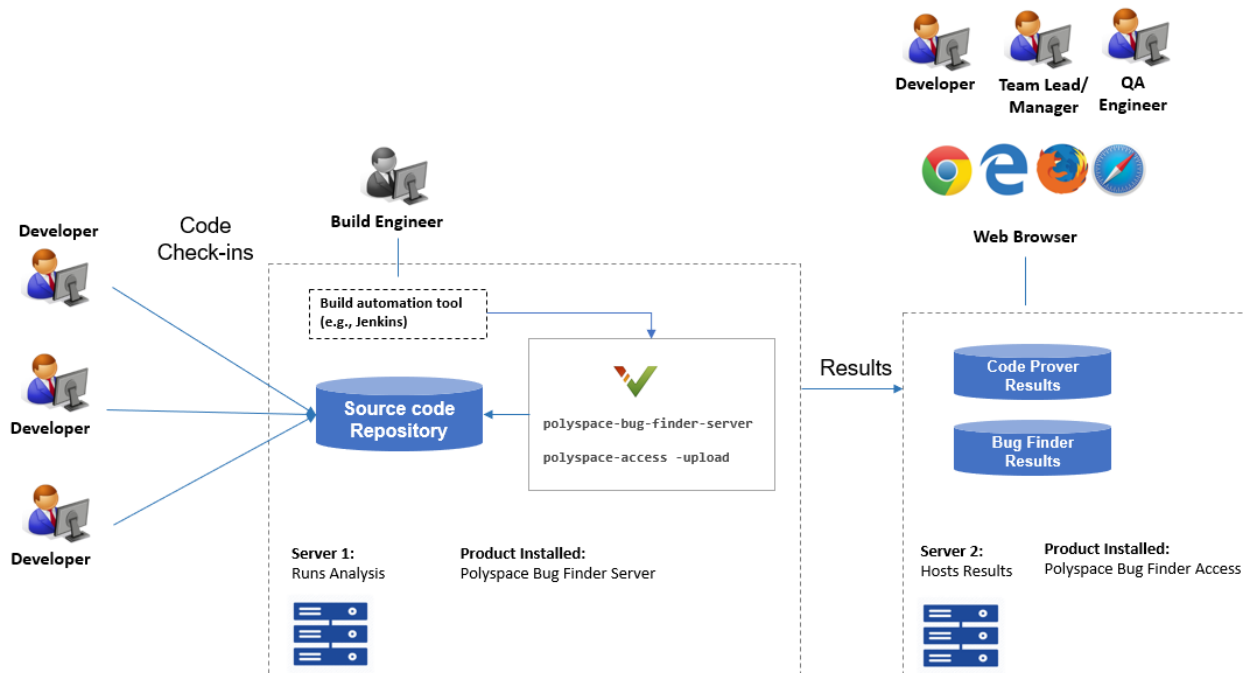 Developer
Team Lead/
Manager
QA
Engineer
Web Browser
Build Engineer
Code
Check-ins
Developer
Developer
Developer
Build automation tool
(e.g., Jenkins)
Source code
Repository
polyspace-bug-finder-server
polyspace-access -upload
Results
Code Prover
Results
Bug Finder
Results
Server 1:
Runs Analysis
Product Installed:
Polyspace Bug Finder Server
Server 2:
Hosts Results
Product Installed:
Polyspace Bug Finder Access